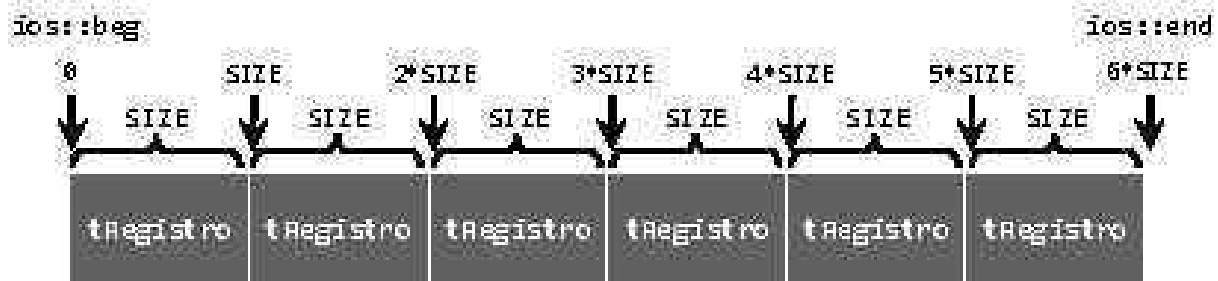 ios::beg ios::end
0 SIZE 2*SIZE 3*SIZE 4*SIZE 5*SIZE 6*SIZE
SIZE SIZE SIZE SIZE SIZE SIZE
tRegistro tRegistro tRegistro tRegistro tRegistro tRegistro